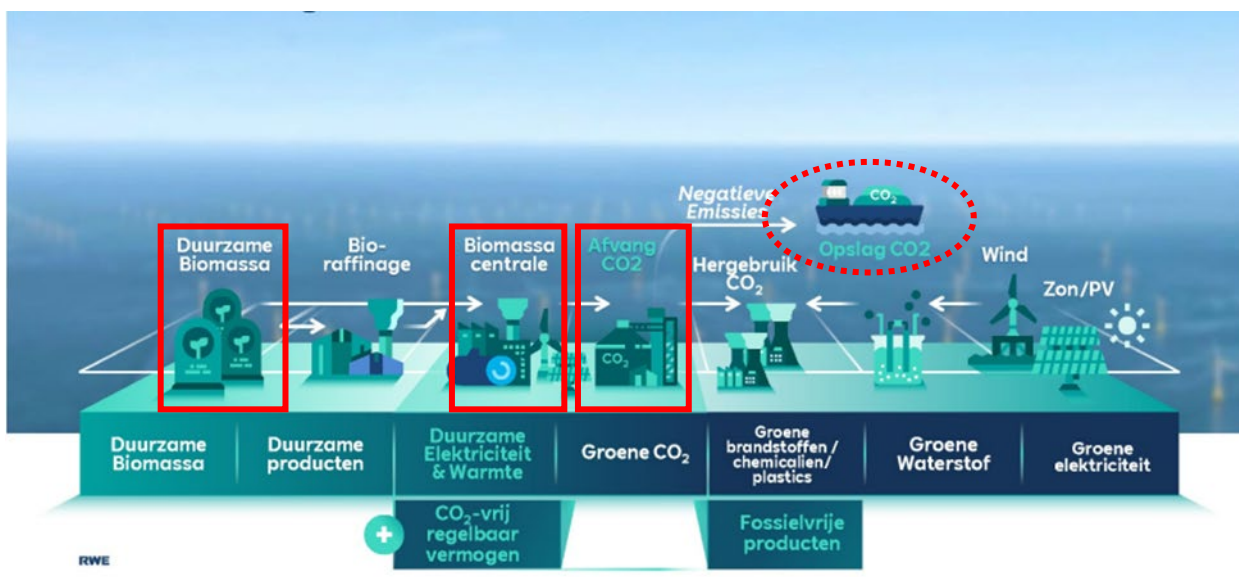 Negatieve
Emissies
CO2
Opslag CO2
Duurzame
Biomassa
Bio-
raffinage
Biomassa
centrale
Afvang
CO2
Hergebruik
CO2
Wind
Zon/PV
CO2
Duurzame
Biomassa
Duurzame
producten
Duurzame
Elektriciteit
& Warmte
Groene CO2
Groene
brandstoffen /
chemicalien/
plastics
Groene
Waterstof
Groene
elektriciteit
+
CO2-vrij
regelbaar
vermogen
Fossielvrije
producten
RWE